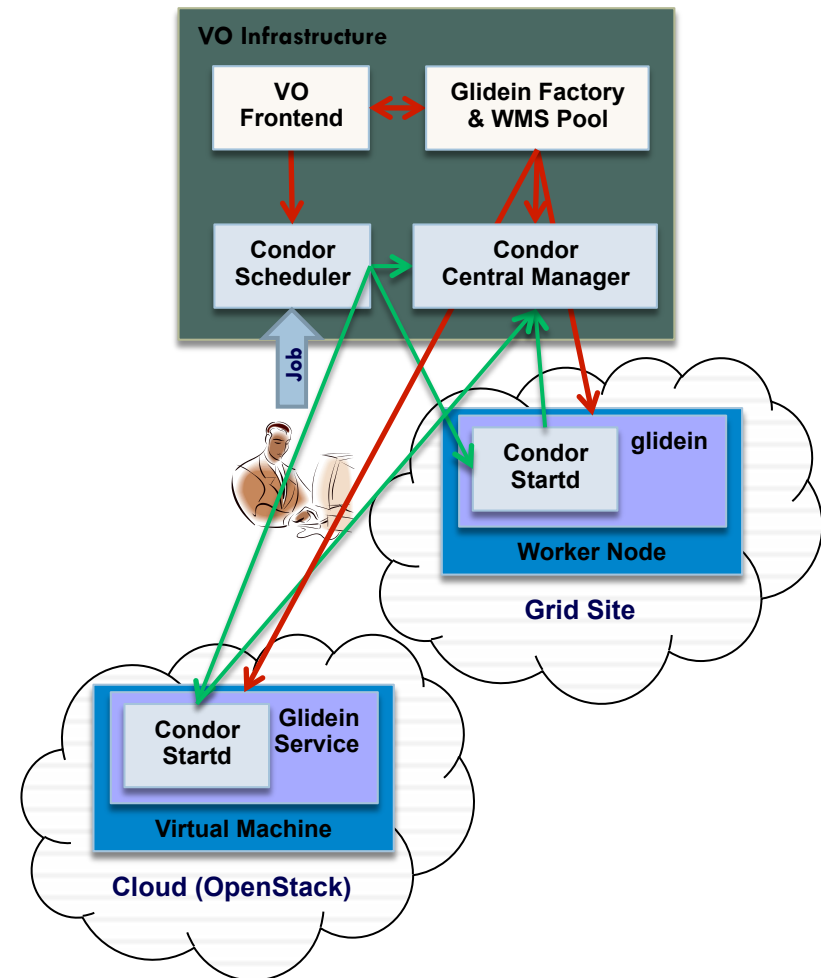 VO Infrastructure
VO
Frontend
Glidein Factory
& WMS Pool
Condor
Scheduler
Condor
Central Manager
Job
Condor
Startd
glidein
Worker Node
Grid Site
Condor
Startd
Glidein
Service
Virtual Machine
Cloud (OpenStack)